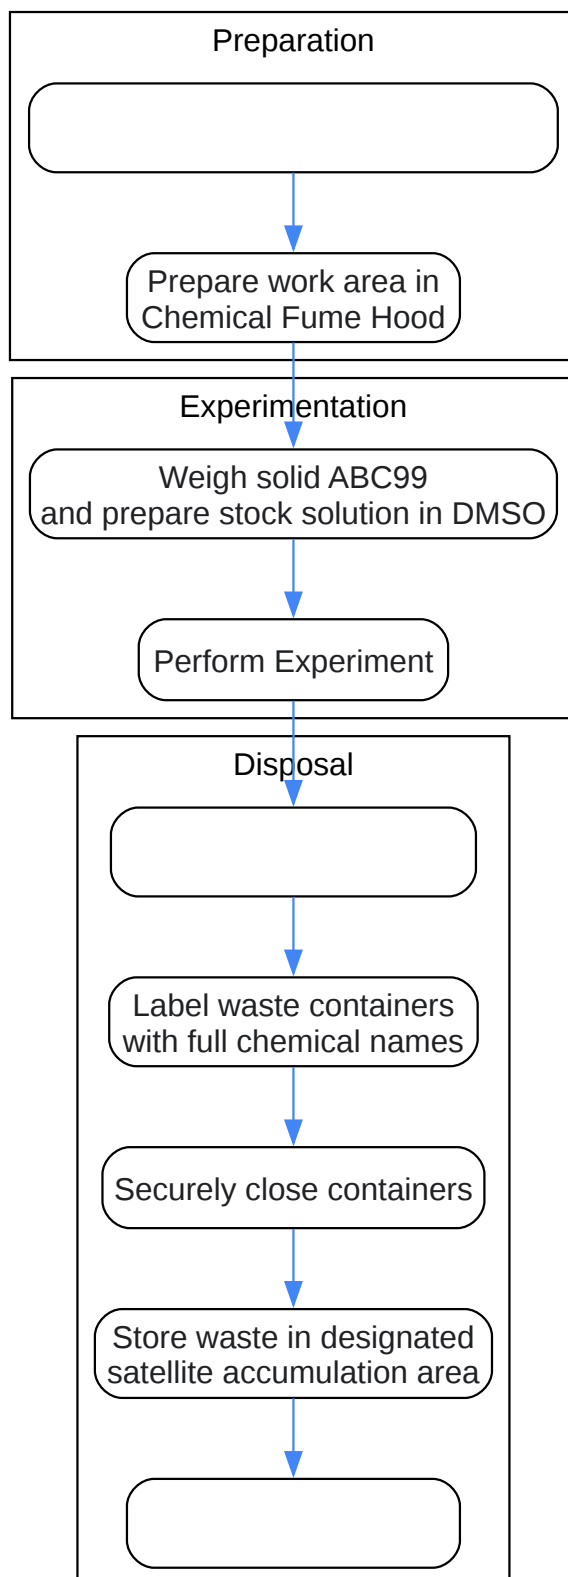 Preparation
Prepare work area in
Chemical Fume Hood
Experimentation
Weigh solid ABC99
and prepare stock solution in DMSO
Perform Experiment
Disposal
Label waste containers
with full chemical names
Securely close containers
Store waste in designated
satellite accumulation area